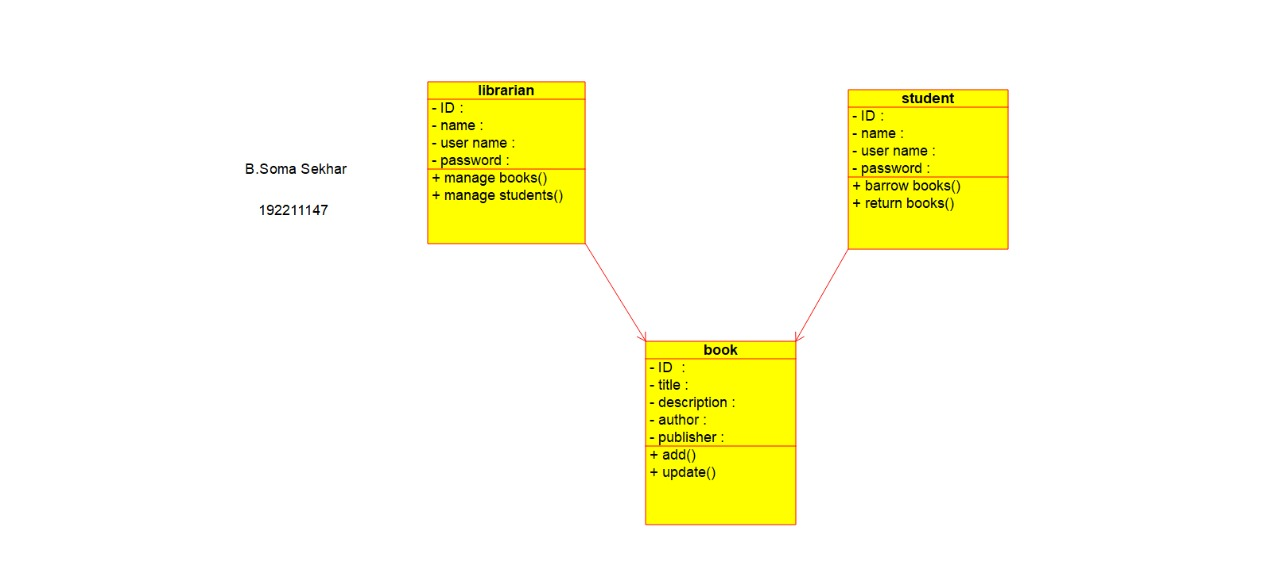 B.Soma Sekhar
192211147
librarian
- ID :
- name :
- user name :
- password :
+ manage books()
+ manage students()
student
- ID :
- name :
- user name :
- password :
+ barrow books()
+ return books()
book
- ID  :
- title :
- description :
- author :
- publisher :
+ add()
+ update()